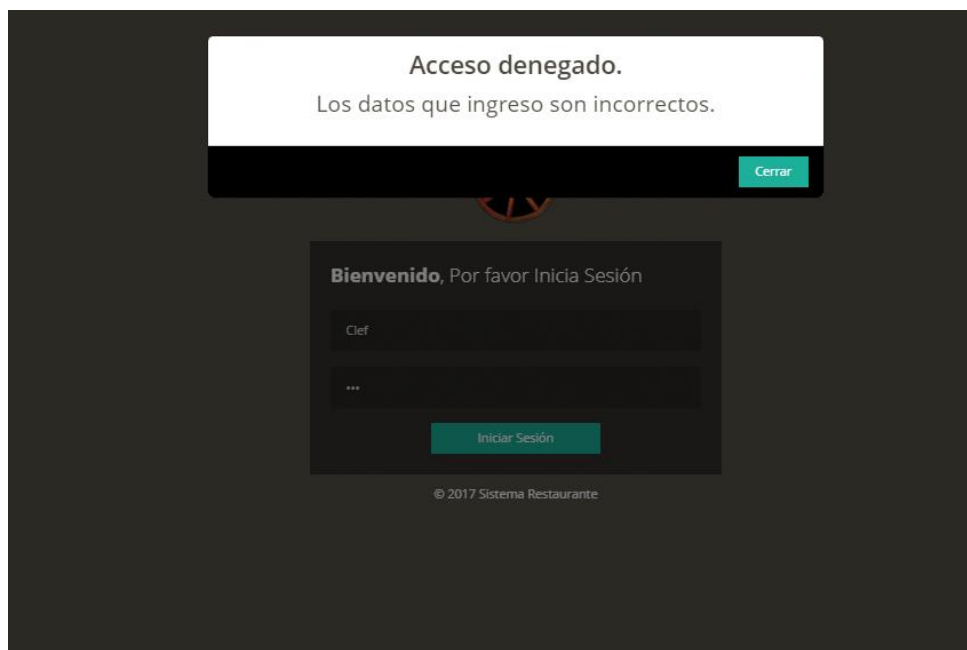 Acceso denegado.
Los datos que ingreso son incorrectos.
Cerrar
Bienvenido, Por favor Inicia Sesión
Clef
•••
Iniciar Sesión
© 2017 Sistema Restaurante